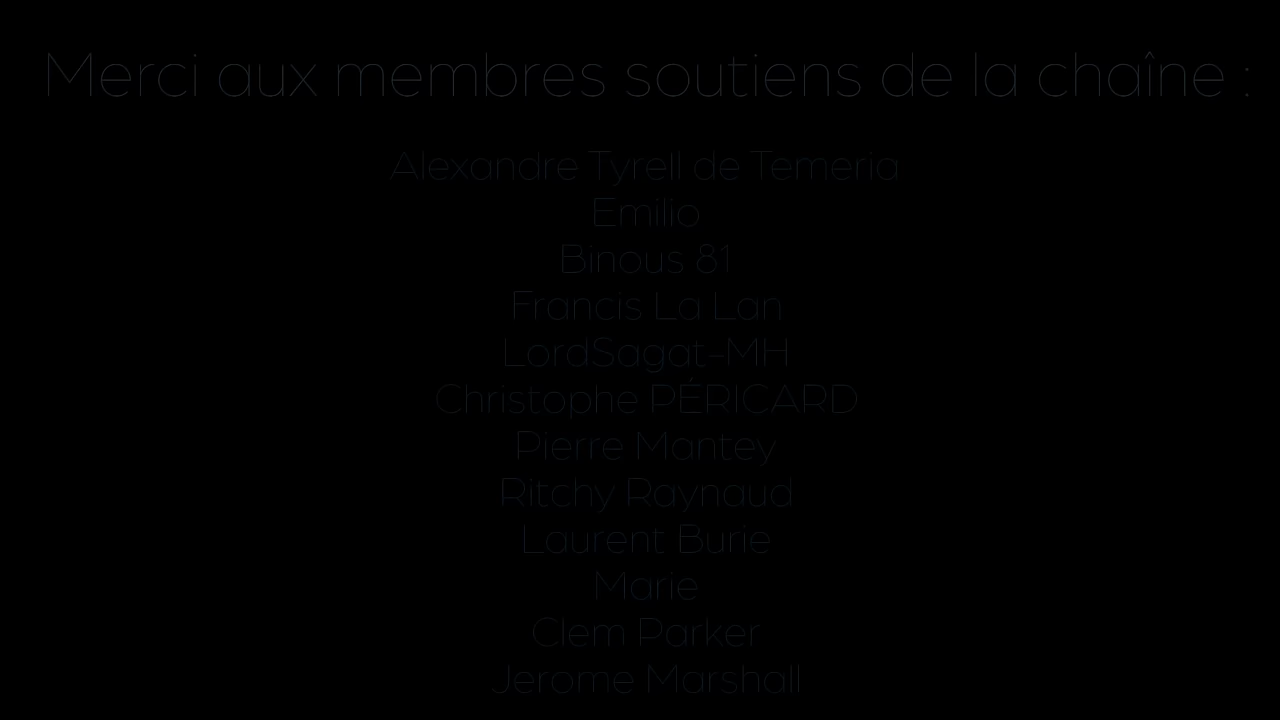 Merci aux membres soutiens de la chaîne :
Alexandre Tyrell de Temeria
Emilio
Binous 81
Francis La Lan
LordSagat-MH
Christophe PÉRICARD
Pierre Mantey
Ritchy Raynaud
Laurent Burie
Marie
Clem Parker
Jerome Marshall